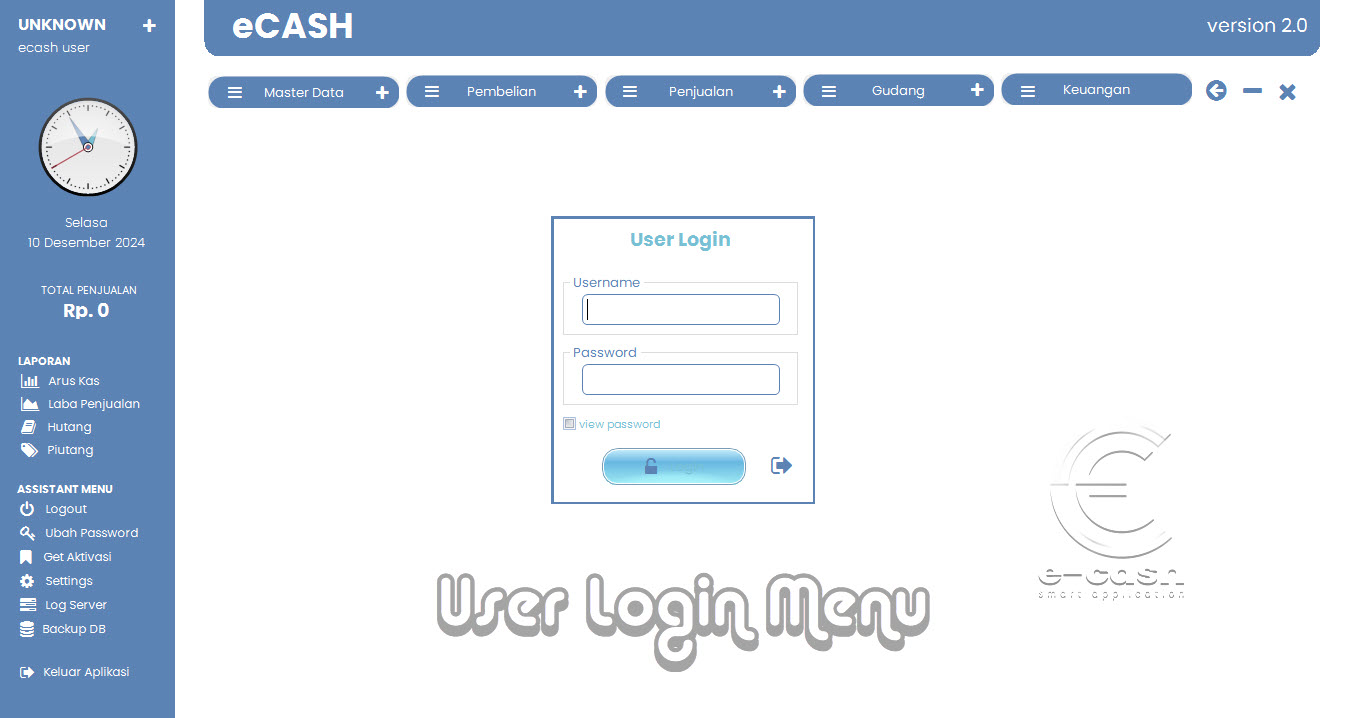 UNKNOWN
ecash user
Selasa
10 Desember 2024
TOTAL PENJUALAN
Rp. 0
LAPORAN
Arus Kas
Laba Penjualan
Hutang
Piutang
ASSISTANT MENU
Logout
Ubah Password
Get Aktivasi
Settings
Log Server
Backup DB
Keluar Aplikasi
eCASH
version 2.0
Master Data
Pembelian
Penjualan
Gudang
Keuangan
User Login
Username
Password
view password
User Login Menu
e-cash
smart application